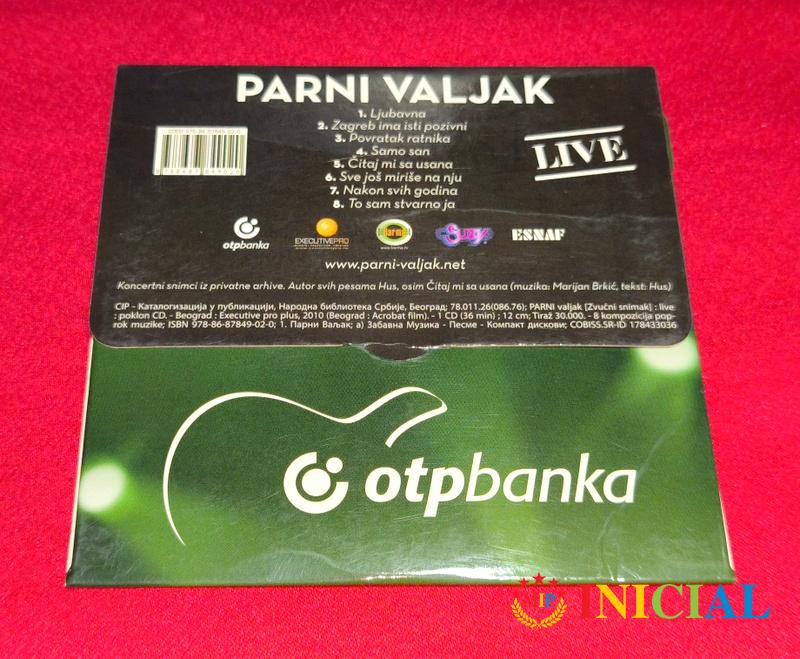 PARNI VALJAK
1. Ljubavna
2. Zagreb ima isti pozivni
3. Povratak ratnika
4. Samo san
5. Čitaj mi sa usana
6. Sve još miriše na nju
7. Nakon svih godina
8. To sam stvarno ja
LIVE
otpbanka
EXECUTIVEPRO
ESNAF
www.parni-valjak.net
Koncertni snimci iz privatne arhive. Autor svih pesama Hus, osim Čitaj mi sa usana (muzika: Marijan Brkić, tekst: Hus)
CIP - Каталогизација у публикацији, Народна библиотека Србије, Београд: 78.011.26(086.76); PARNI valjak [Zvučni snimak] : live
: poklon CD. - Beograd : Executive pro plus, 2010 (Beograd : Acrobat film). - 1 CD (36 min) ; 12 cm; Tiraž 30.000. - 8 kompozicija pop-
rok muzike; ISBN 978-86-87849-02-0; 1. Парни Ваљак; a) Забавна Музика - Песме - Компакт дискови; COBISS.SR-ID 178433036
otpbanka
IP INICIAL